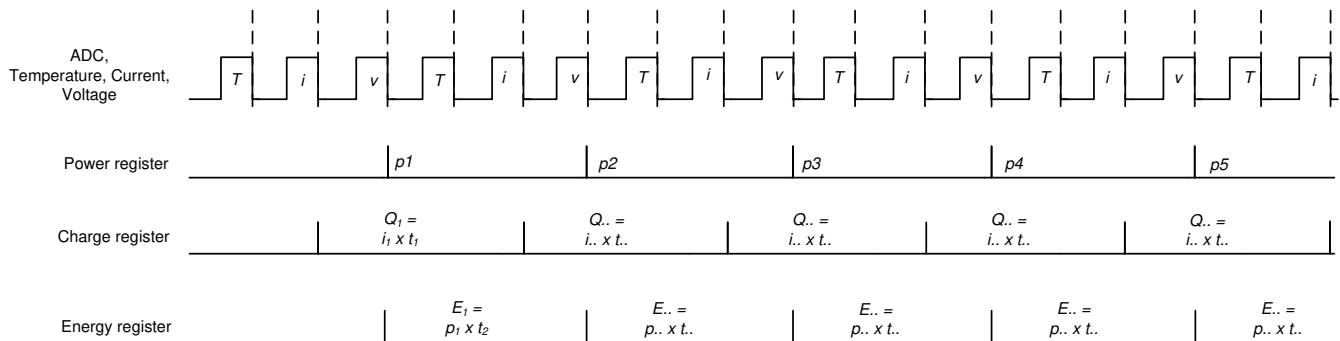 ADC,
Temperature, Current,
Voltage
T i v T i v T i v T i v T i v T i
Power register
p1 p2 p3 p4 p5
Charge register
Q1 = Q.. = Q.. = Q.. = Q.. =
i1 x t1 i.. x t.. i.. x t.. i.. x t.. i.. x t..
Energy register
E1 = E.. = E.. = E.. = E.. =
p1 x t2 p.. x t.. p.. x t.. p.. x t.. p.. x t..